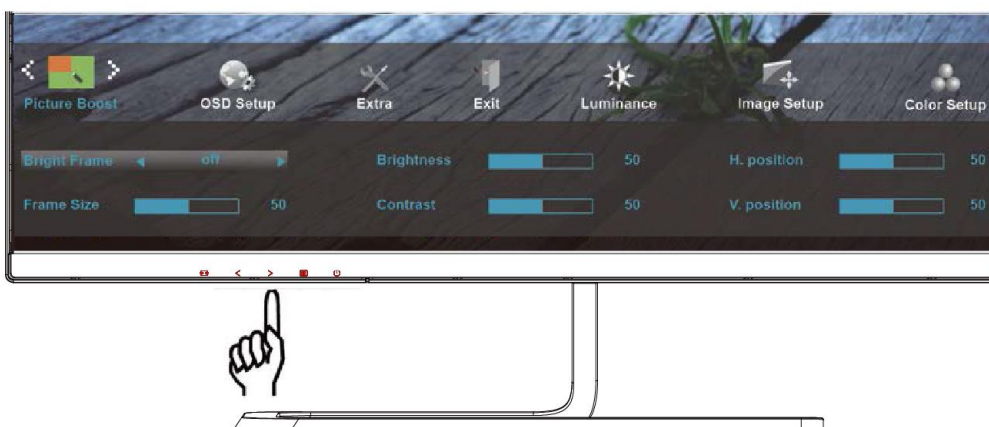 Picture Boost OSD Setup Extra Exit Luminance Image Setup Color Setup
Bright Frame off Brightness 50 H. position 50
Frame Size 50 Contrast 50 V. position 50